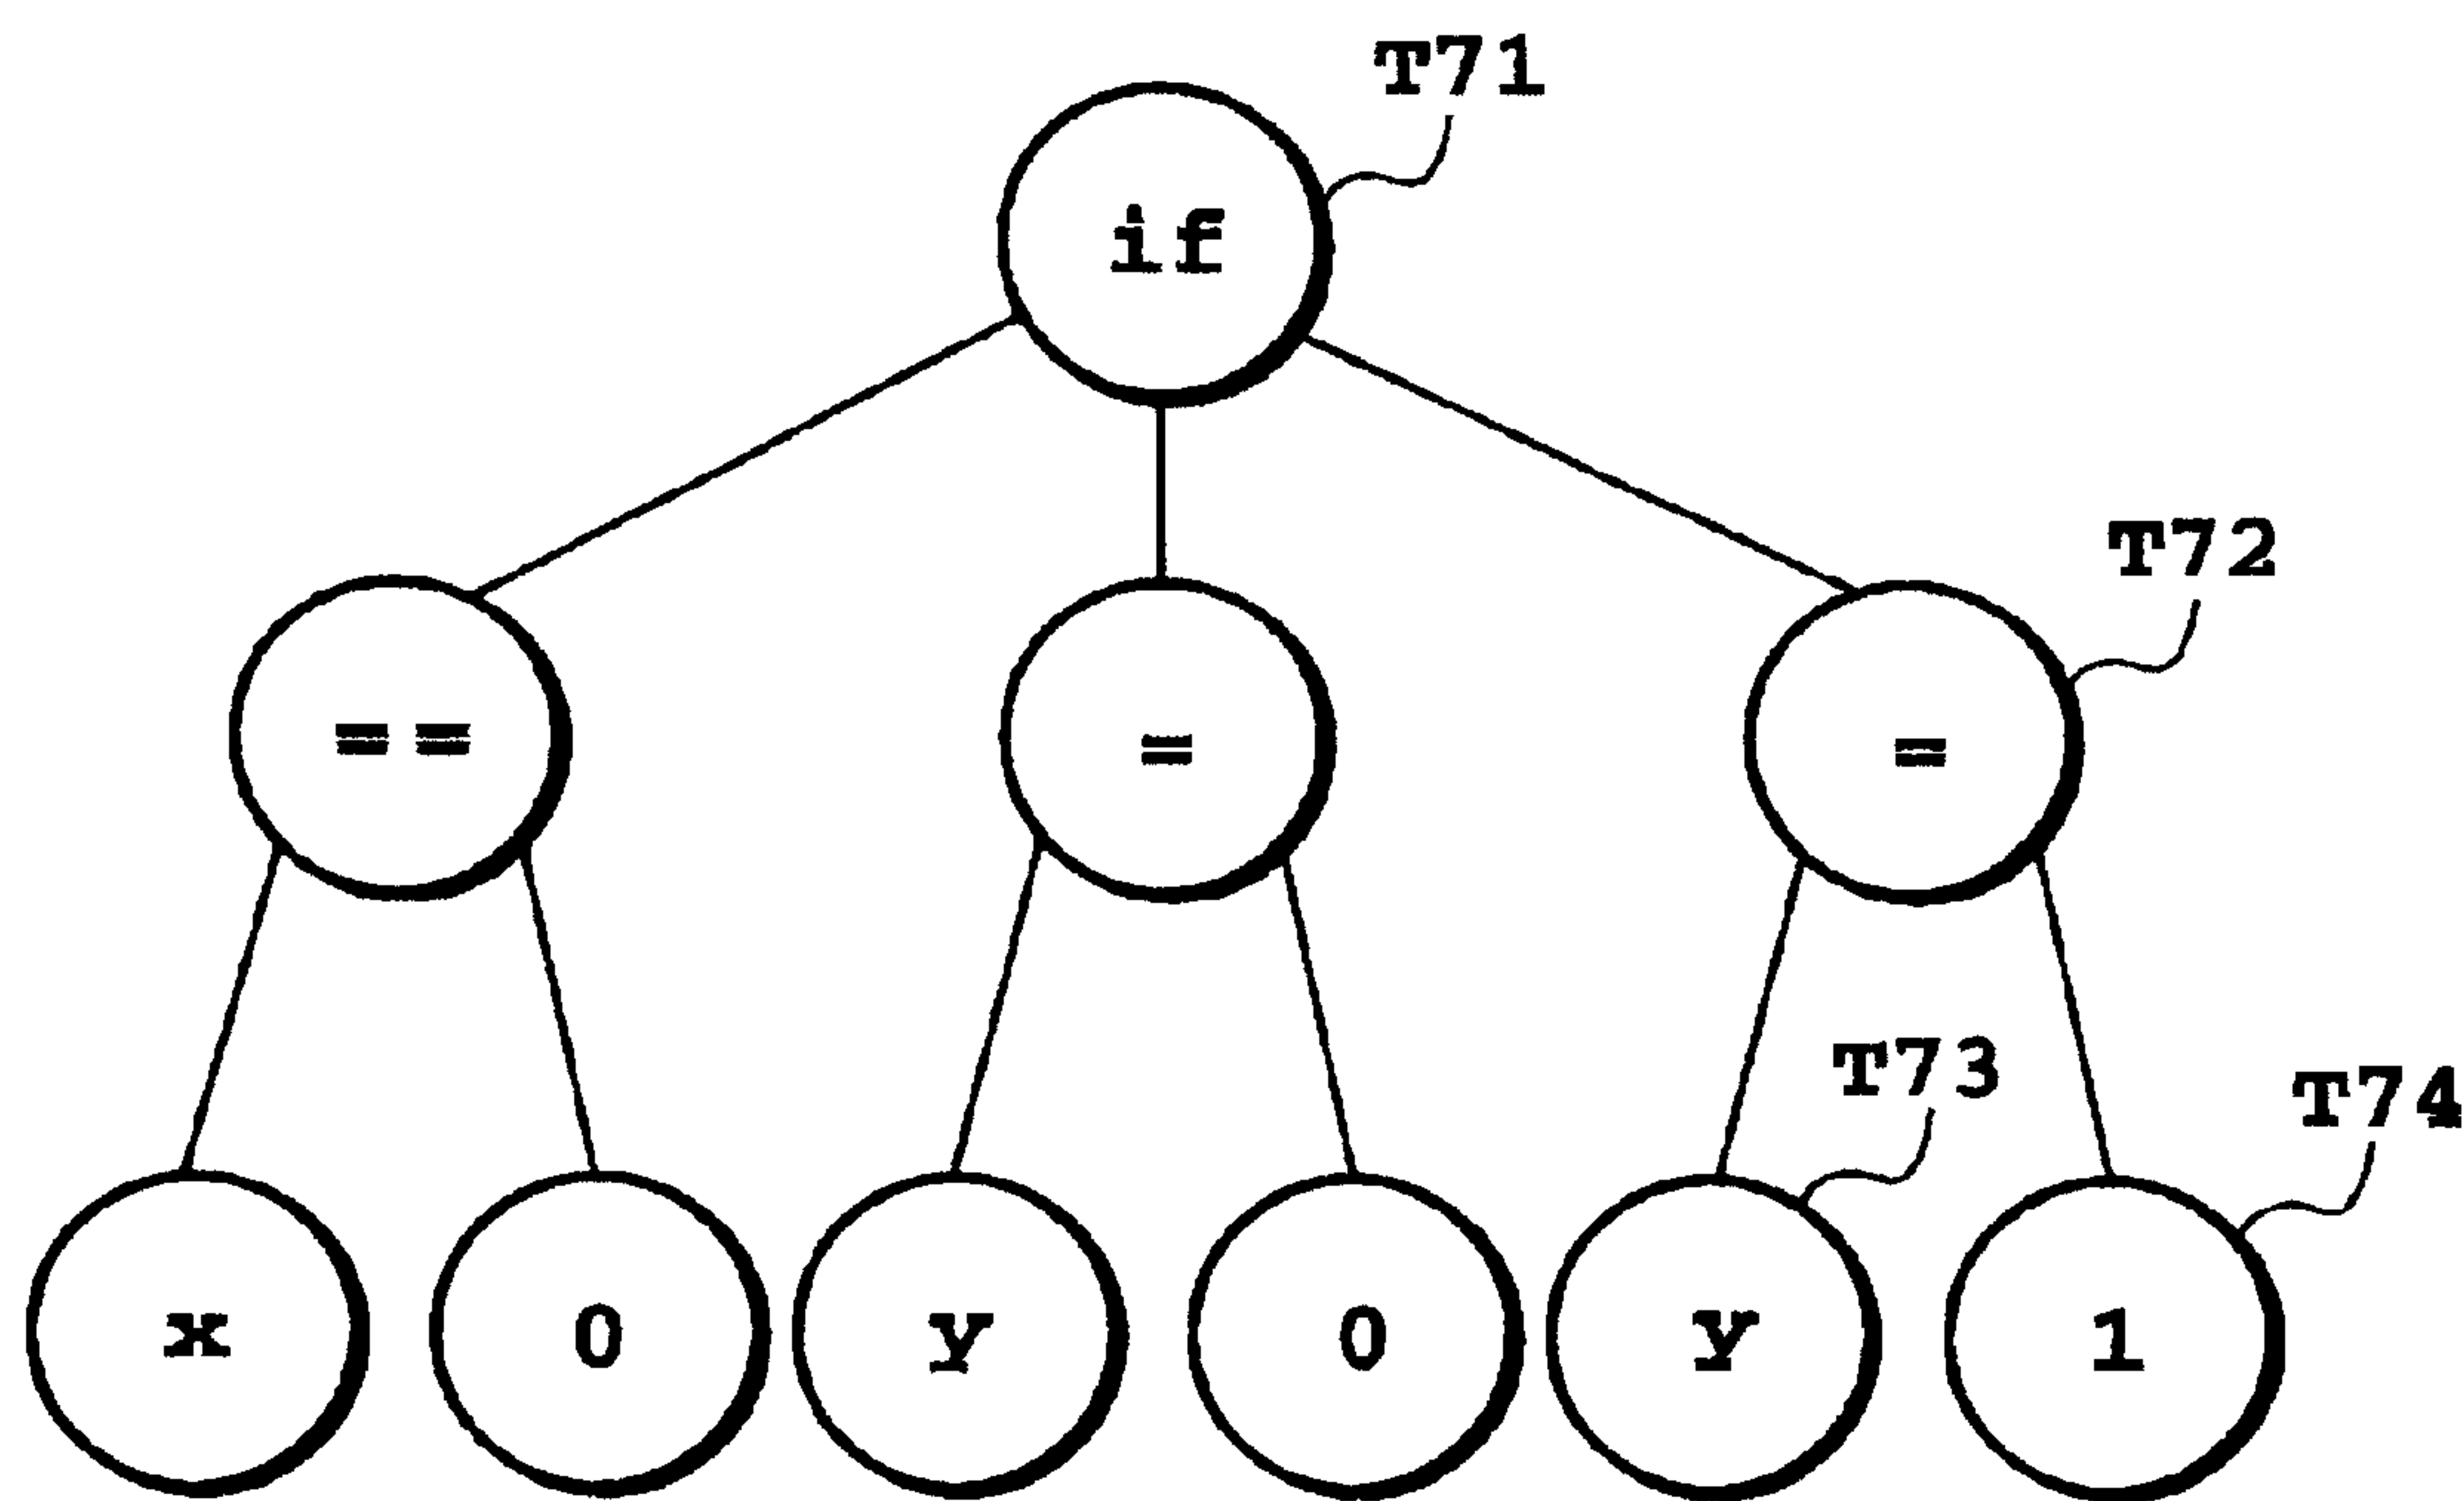 T71
if
T72
== = =
T73
T74
x 0 y 0 y 1